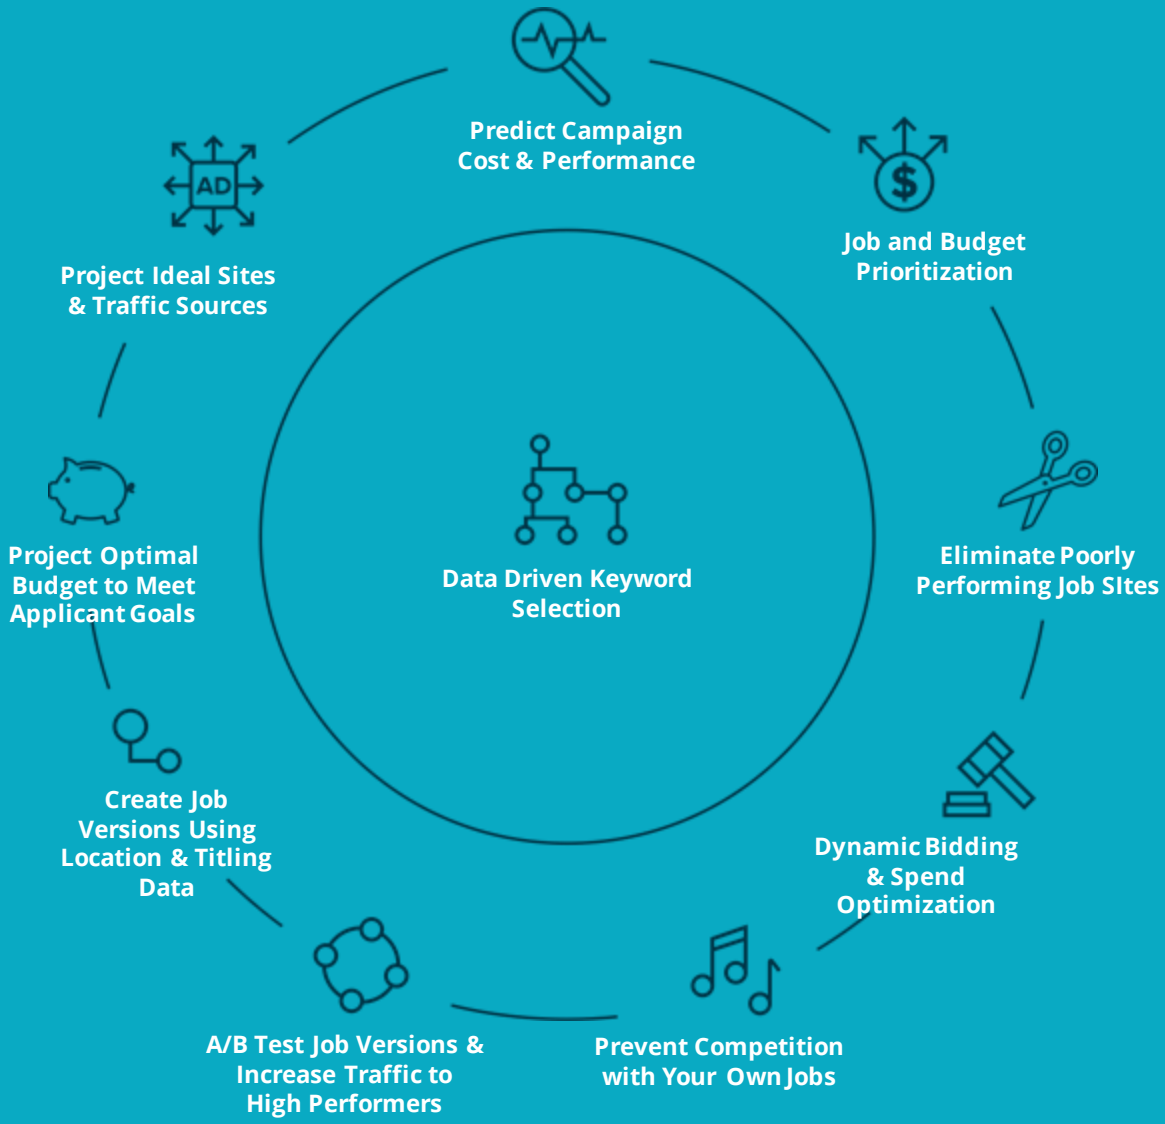 Predict Campaign
Cost & Performance
AD
$
Job and Budget
Prioritization
Project Ideal Sites
& Traffic Sources
Eliminate Poorly
Performing Job SItes
Project Optimal
Budget to Meet
Applicant Goals
Data Driven Keyword
Selection
Create Job
Versions Using
Location & Titling
Data
Dynamic Bidding
& Spend
Optimization
A/B Test Job Versions &
Increase Traffic to
High Performers
Prevent Competition
with Your Own Jobs